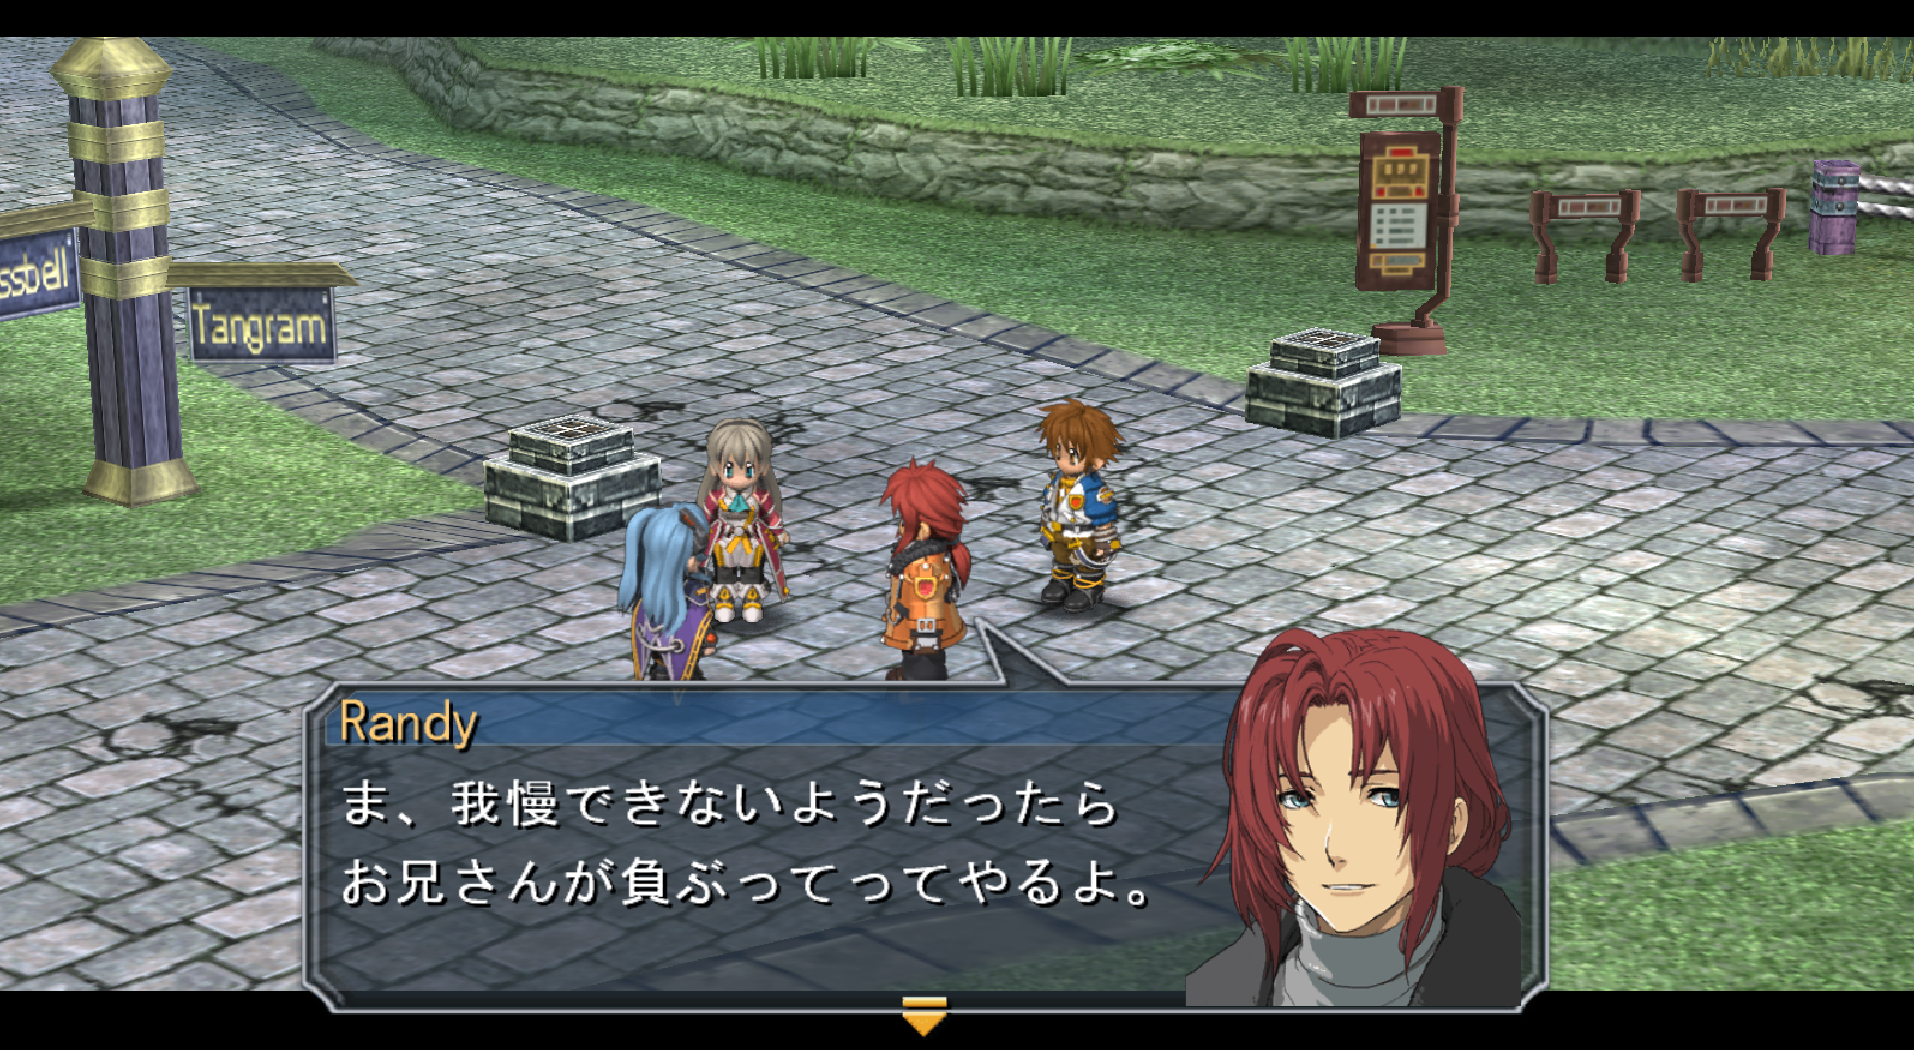 ssbell
Tangram
Randy
ま、我慢できないようだったら
お兄さんが負ぶってってやるよ。